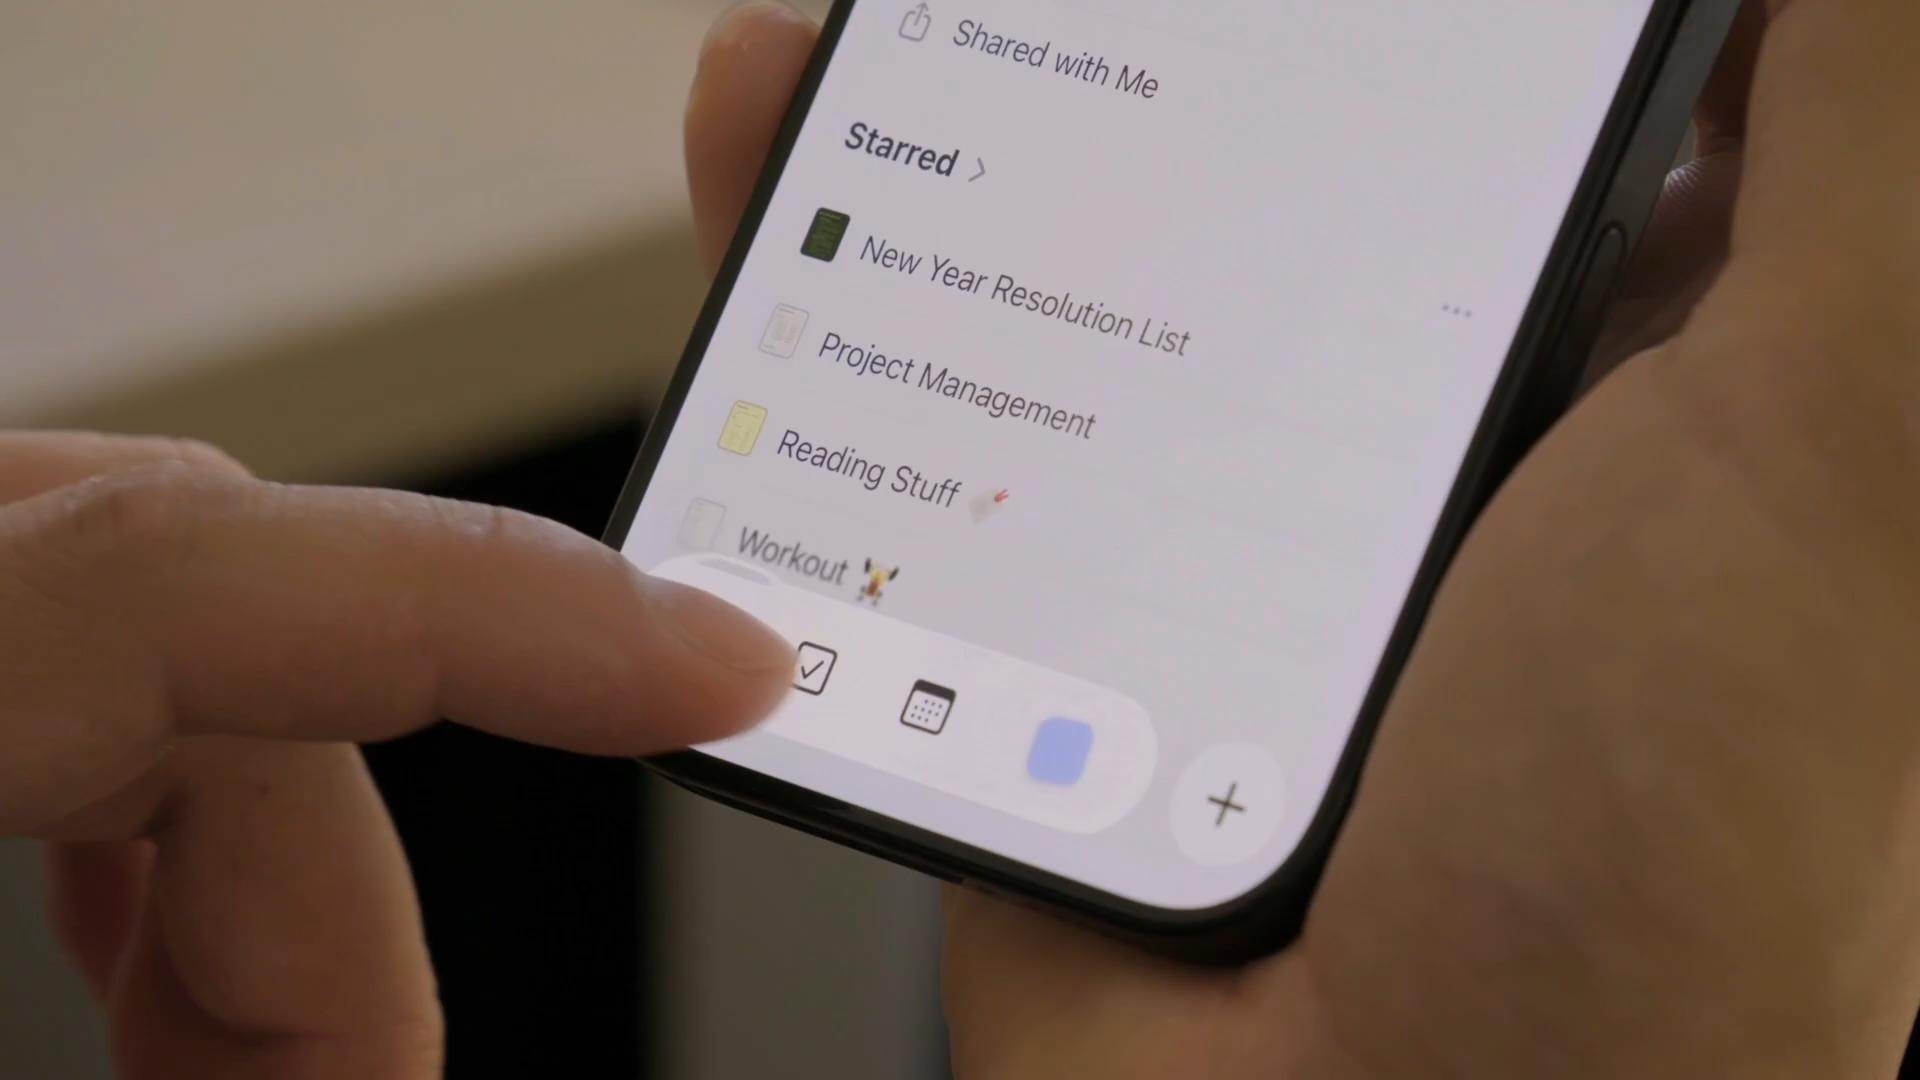 Shared with Me
Starred
New Year Resolution List
Project Management
Reading Stuff
Workout